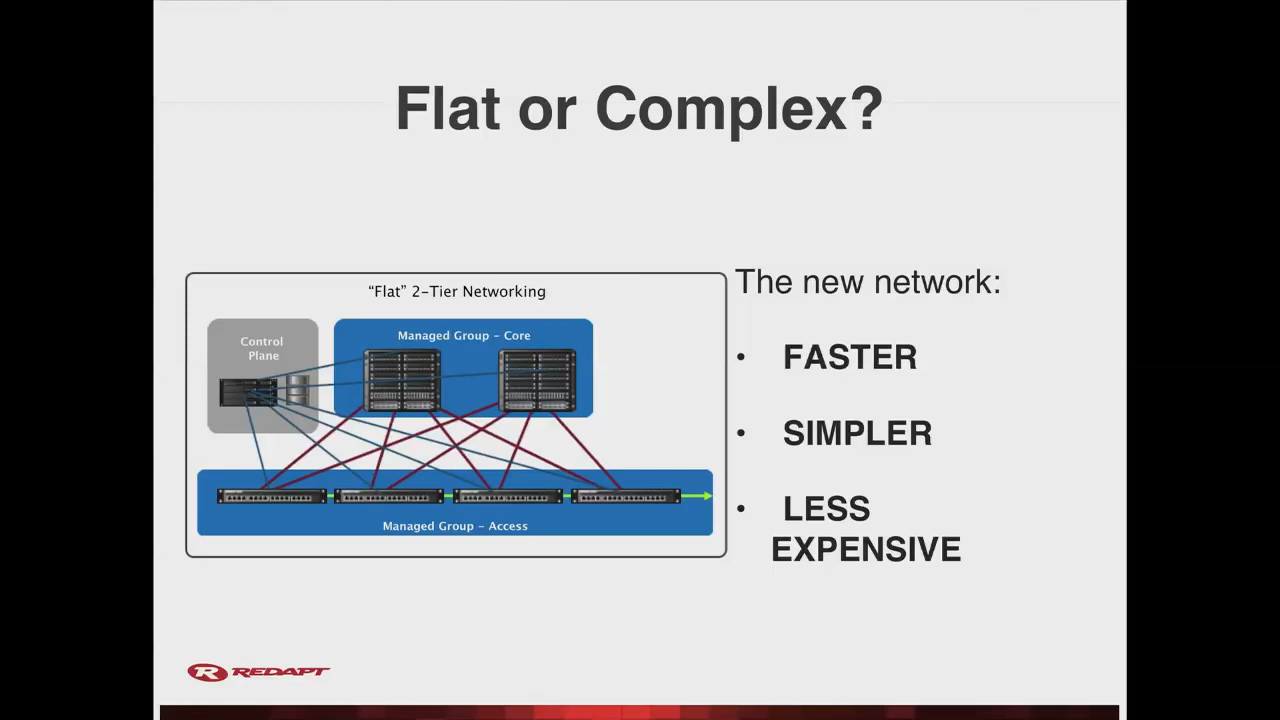 Flat or Complex?
“Flat” 2-Tier Networking
Control
Plane
Managed Group - Core
Managed Group - Access
The new network:
• FASTER
• SIMPLER
• LESS
EXPENSIVE
R REDAPT